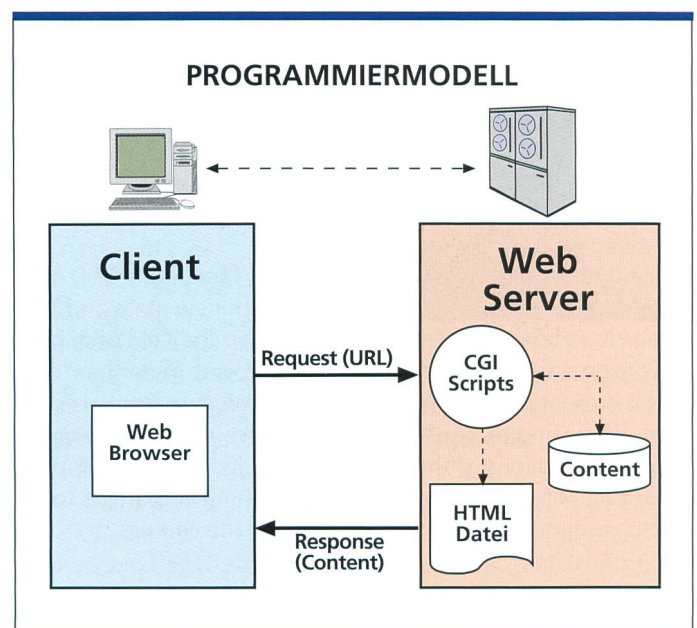 PROGRAMMIERMODELL
Client
Web
Server
Request (URL)
CGI
Scripts
Web
Browser
Content
HTML
Datei
Response
(Content)